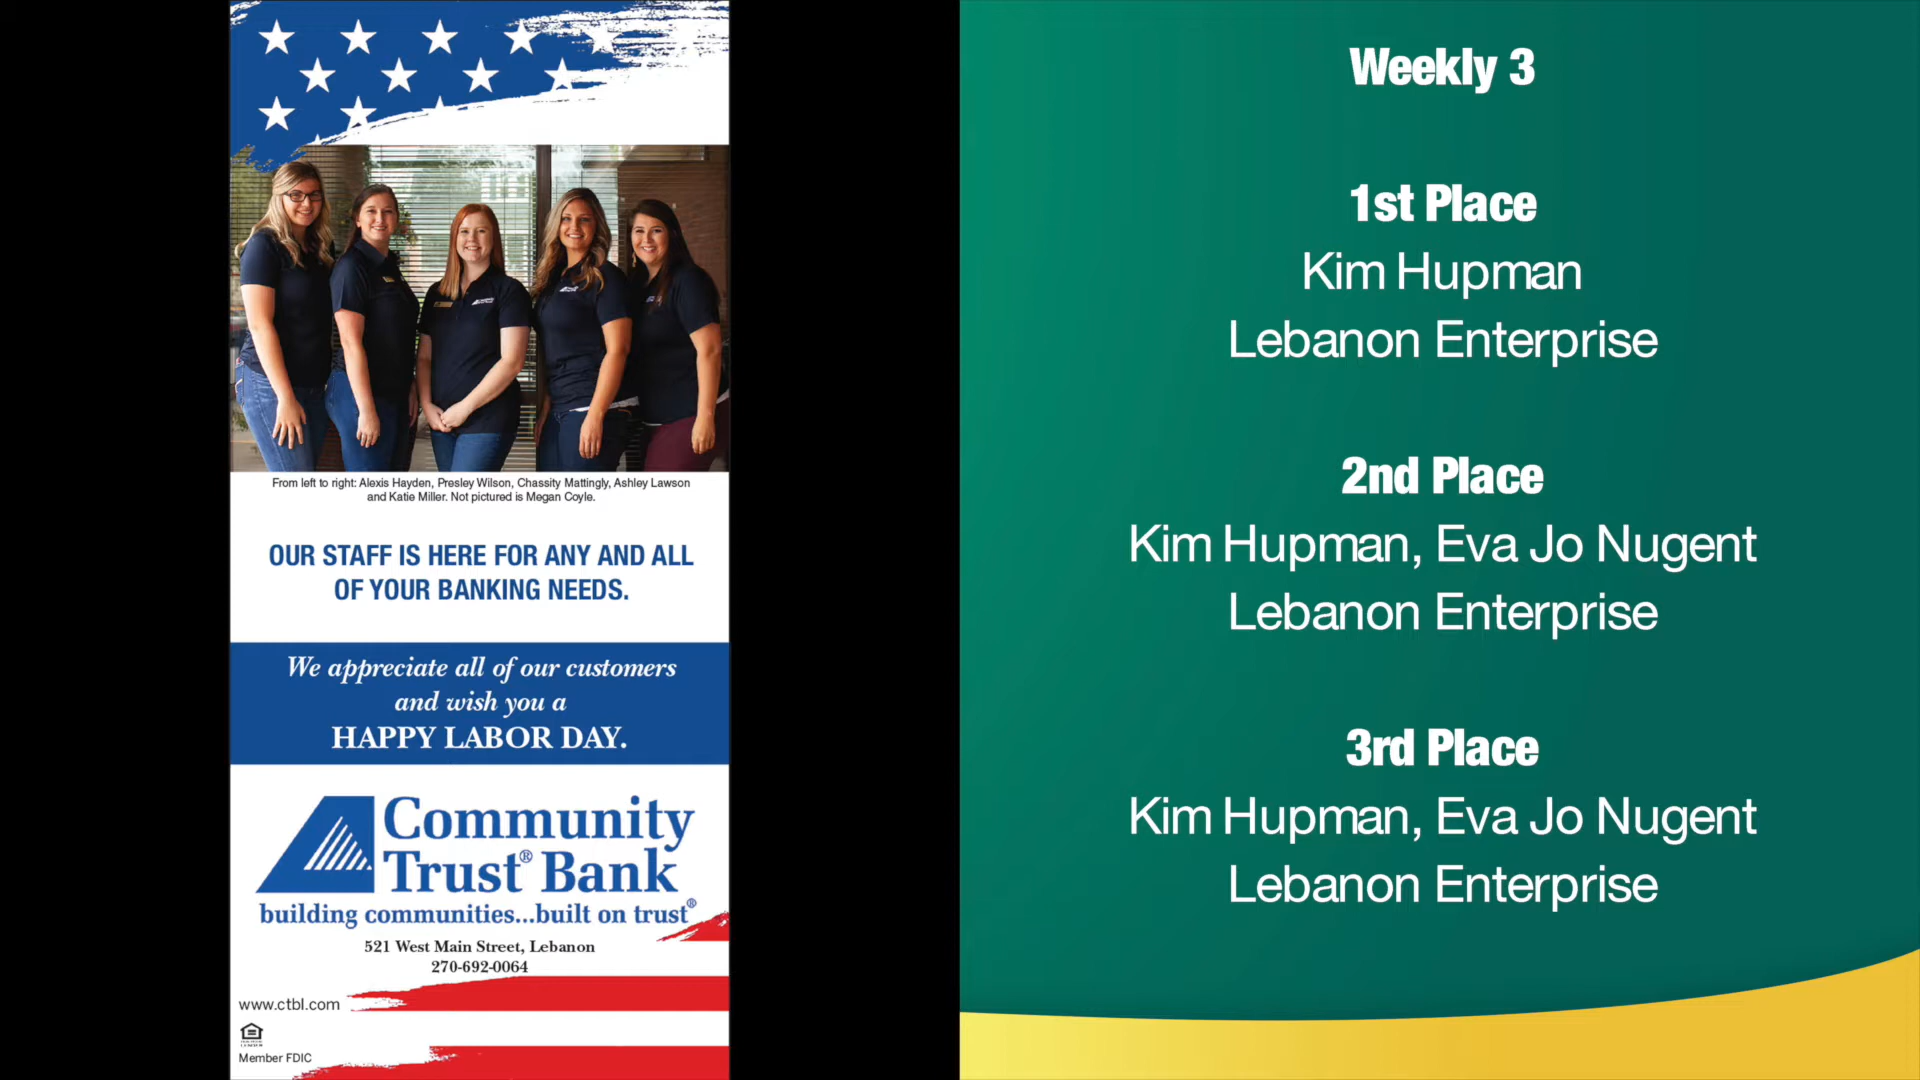 From left to right: Alexis Hayden, Presley Wilson, Chassity Mattingly, Ashley Lawson
and Katie Miller. Not pictured is Megan Coyle.
OUR STAFF IS HERE FOR ANY AND ALL
OF YOUR BANKING NEEDS.
We appreciate all of our customers
and wish you a
HAPPY LABOR DAY.
Community
Trust® Bank
building communities...built on trust®
521 West Main Street, Lebanon
270-692-0064
www.ctbl.com
Member FDIC
Weekly 3
1st Place
Kim Hupman
Lebanon Enterprise
2nd Place
Kim Hupman, Eva Jo Nugent
Lebanon Enterprise
3rd Place
Kim Hupman, Eva Jo Nugent
Lebanon Enterprise